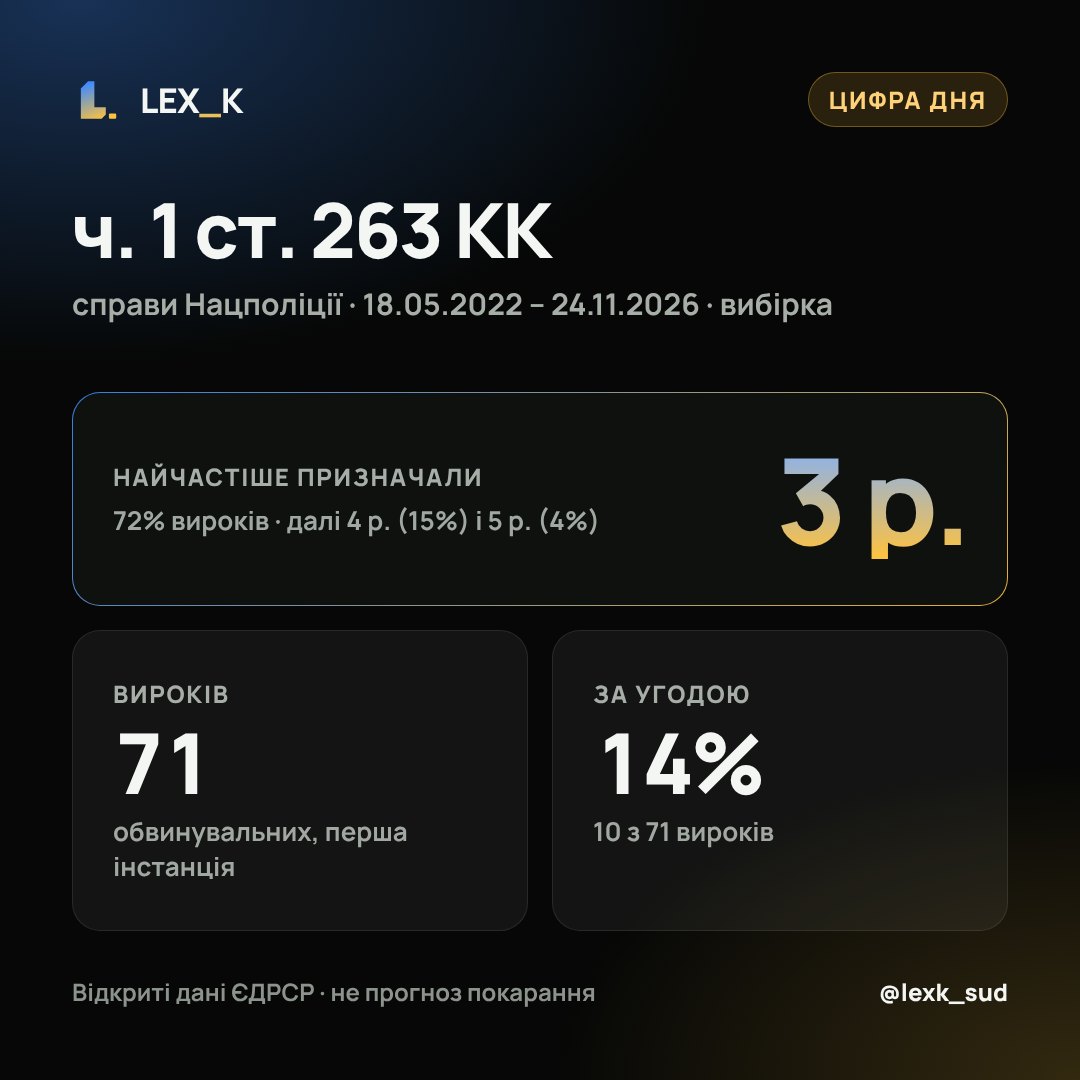 LEX_K
ЦИФРА ДНЯ
ч. 1 ст. 263 КК
справи Нацполіції · 18.05.2022 – 24.11.2026 · вибірка
НАЙЧАСТІШЕ ПРИЗНАЧАЛИ
72% вироків · далі 4 р. (15%) і 5 р. (4%)
3 р.
ВИРОКІВ
71
обвинувальних, перша
інстанція
ЗА УГОДОЮ
14%
10 з 71 вироків
Відкриті дані ЄДРСР · не прогноз покарання
@lexk_sud